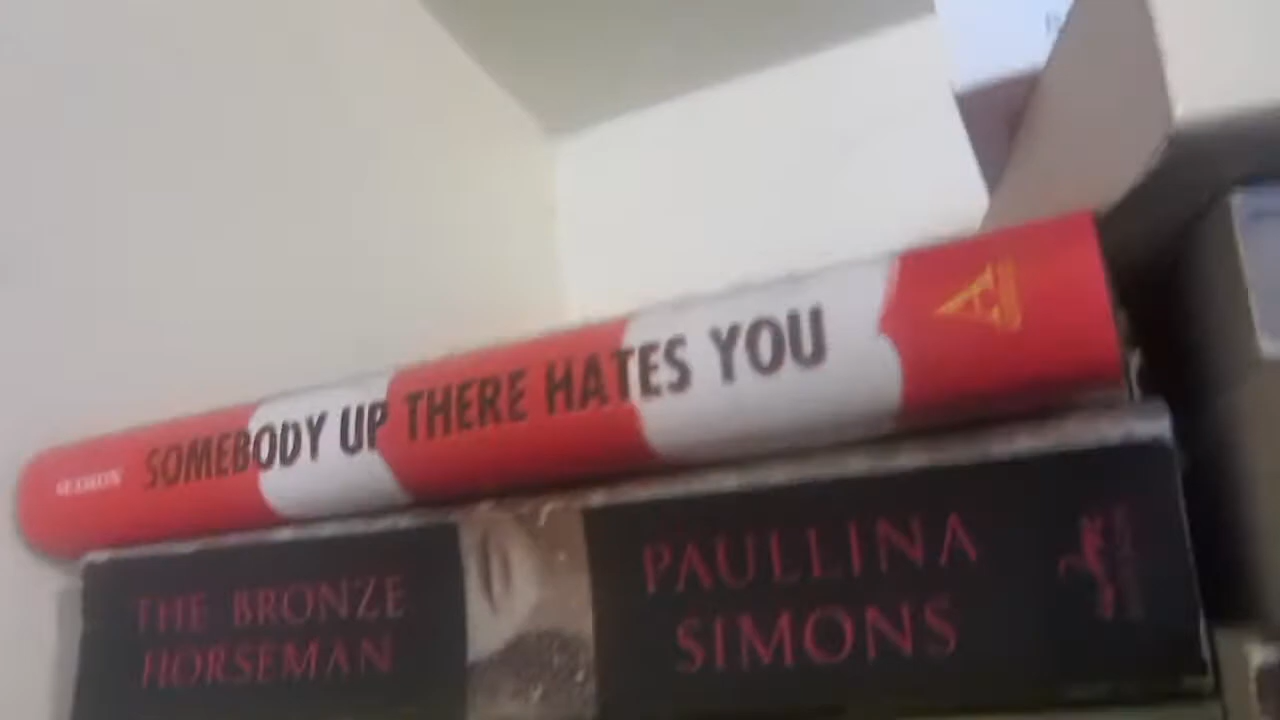 SOMEBODY UP THERE HATES YOU
THE BRONZE
HORSEMAN
PAULLINA
SIMONS